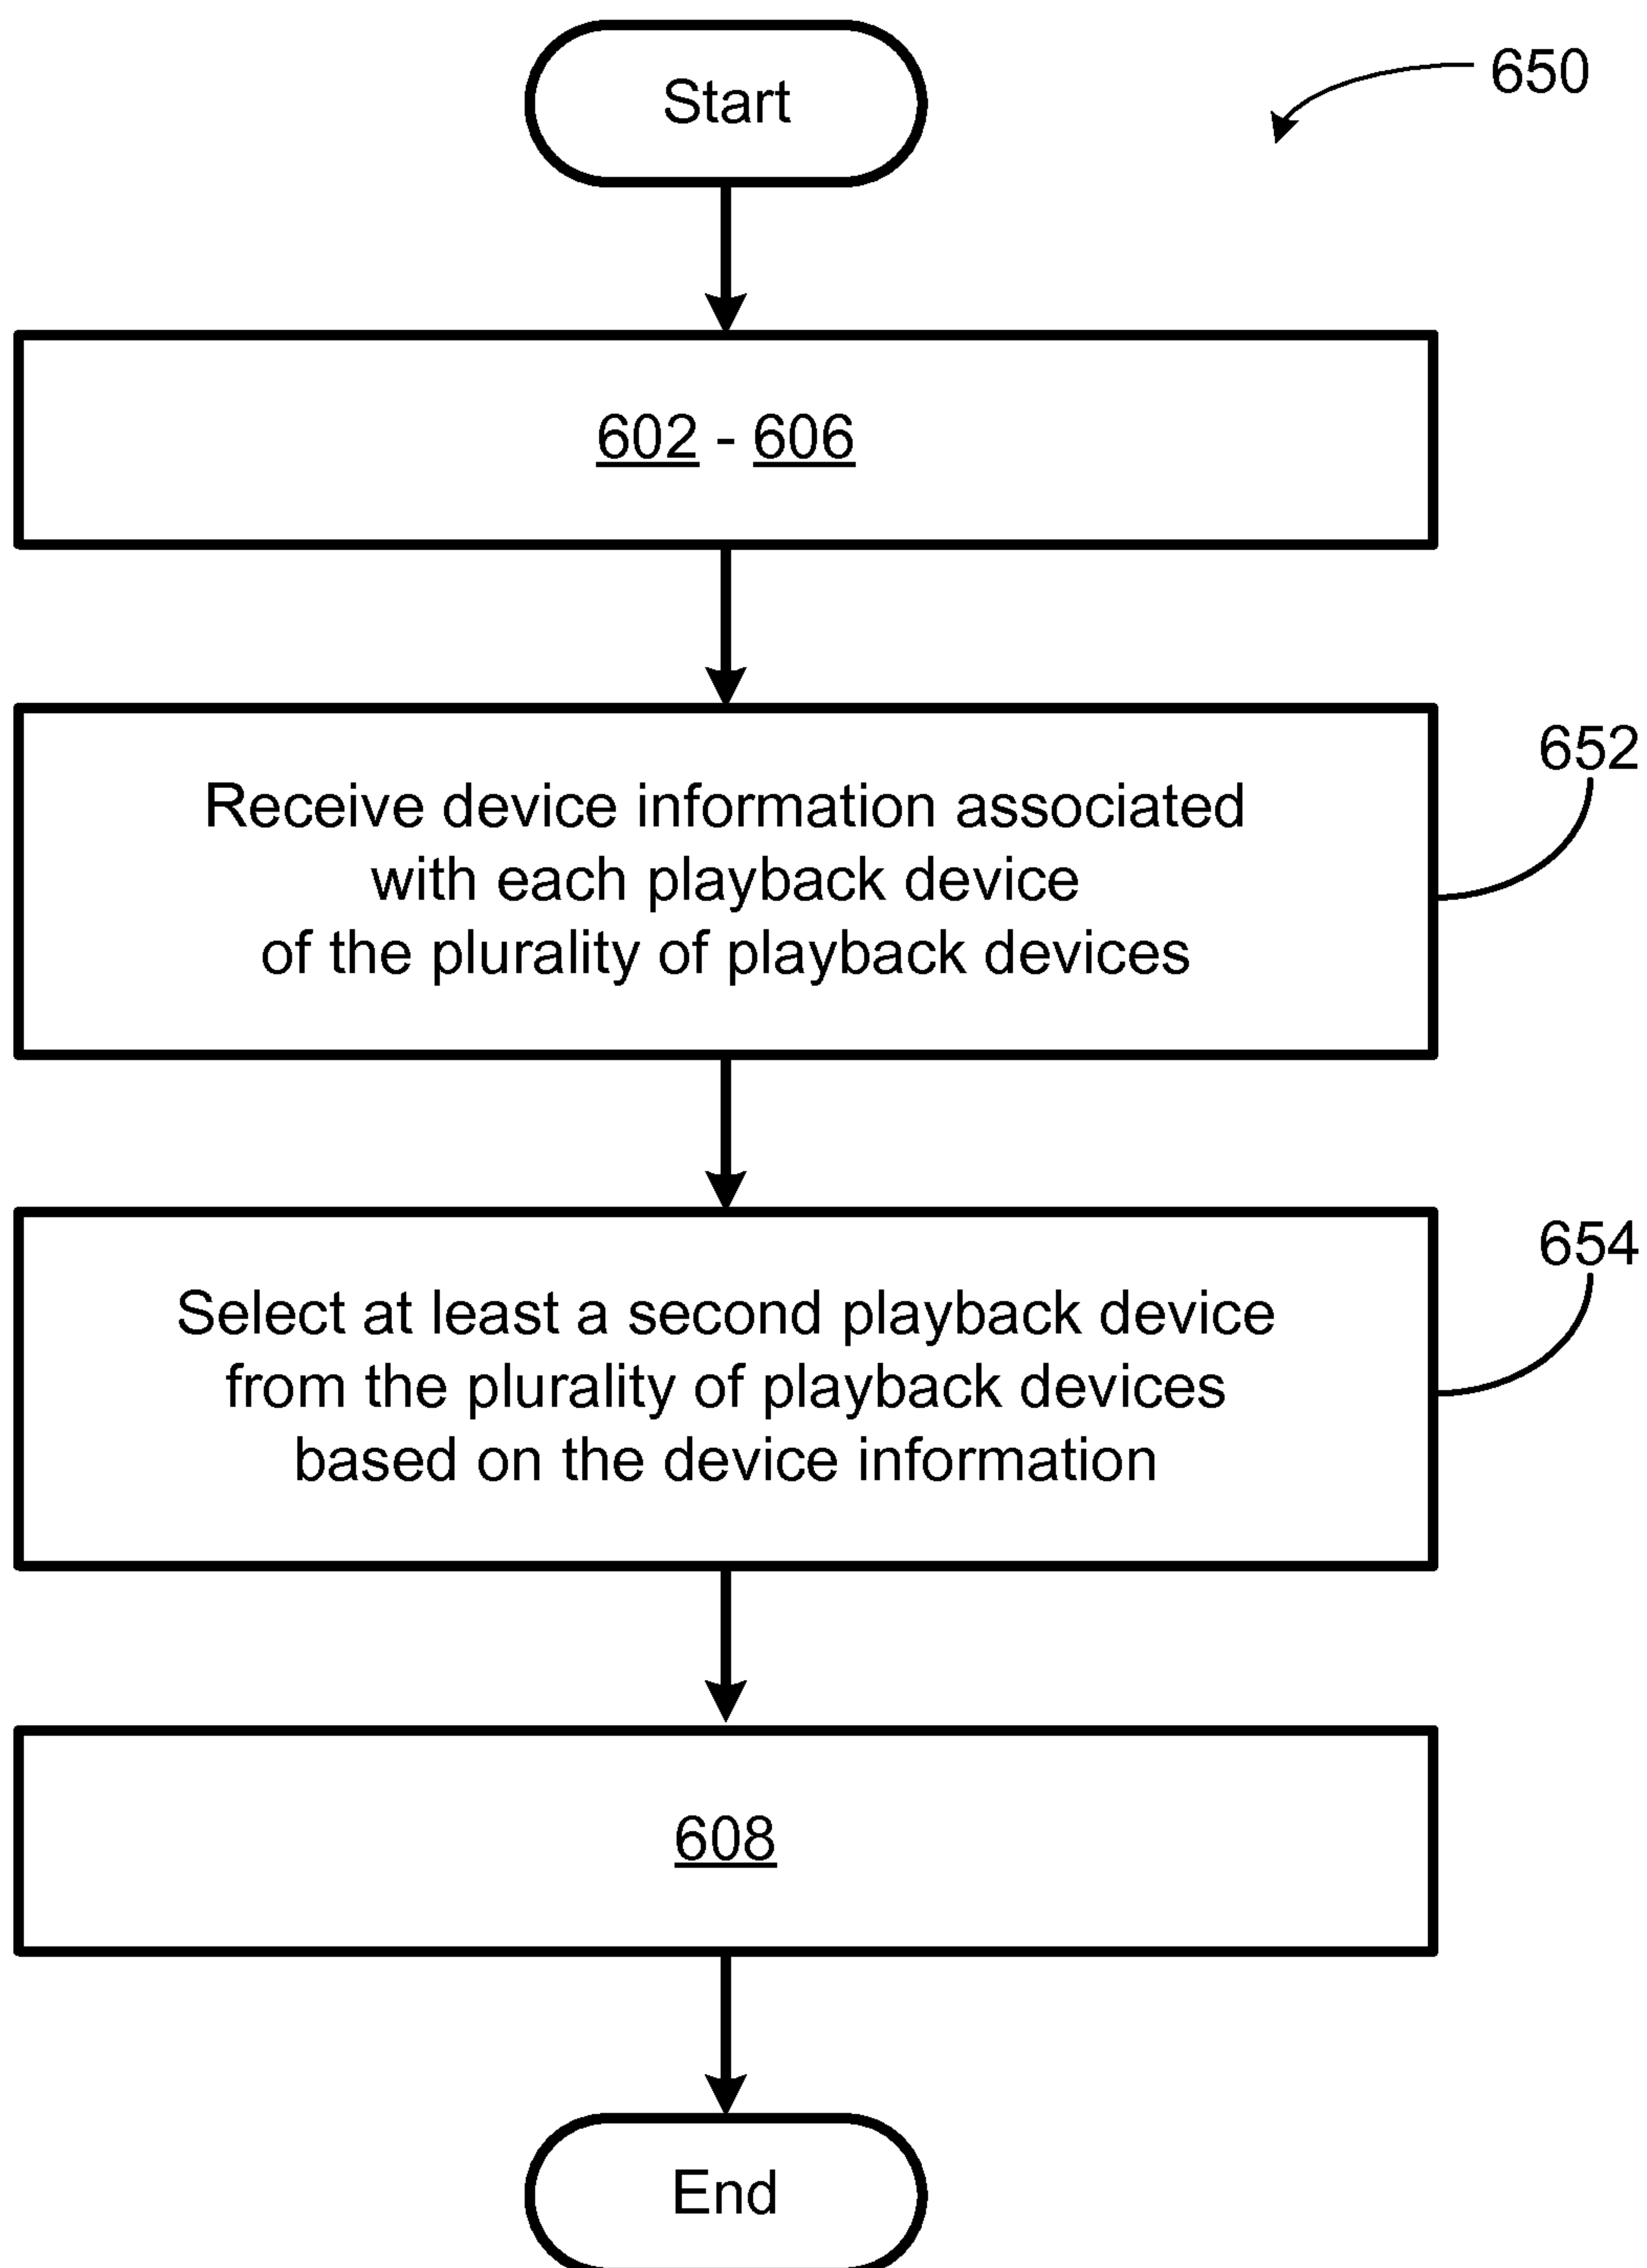 Start
650
602 - 606
652
Receive device information associated
with each playback device
of the plurality of playback devices
654
Select at least a second playback device
from the plurality of playback devices
based on the device information
608
End